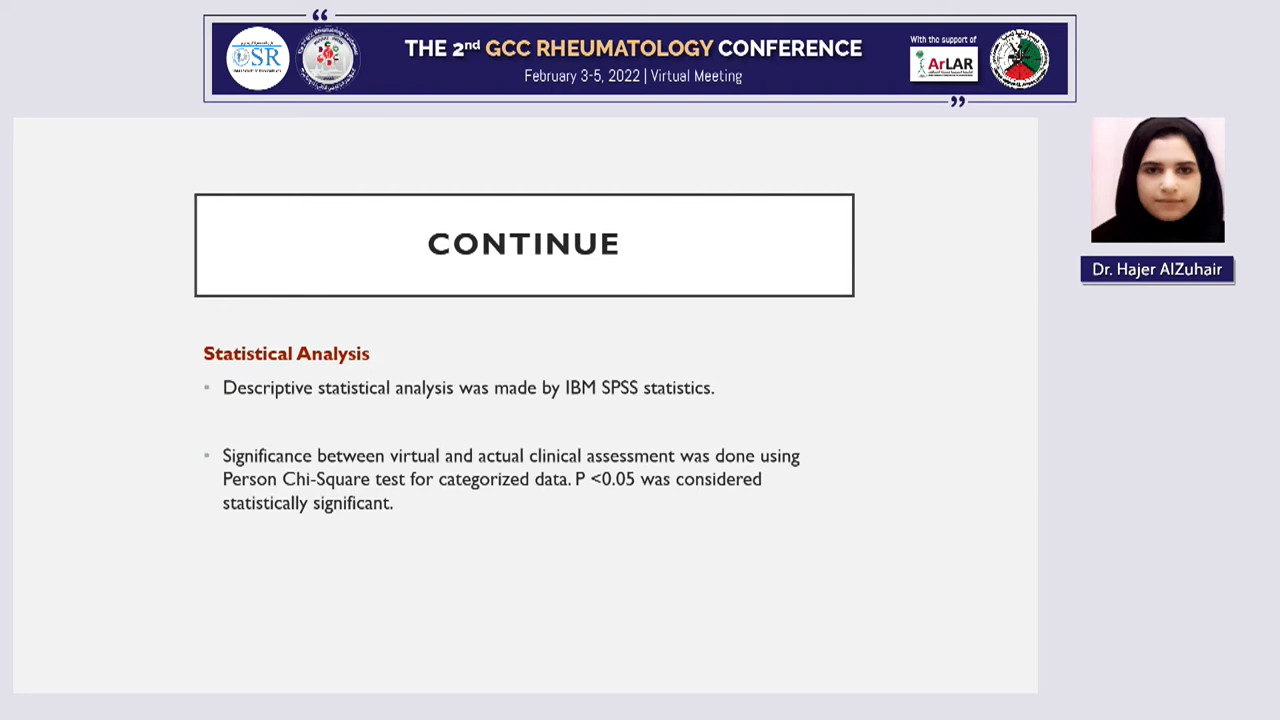 THE 2nd GCC RHEUMATOLOGY CONFERENCE
February 3-5, 2022 | Virtual Meeting
With the support of
ArLAR
Dr. Hajer AlZuhair
CONTINUE
Statistical Analysis
• Descriptive statistical analysis was made by IBM SPSS statistics.
• Significance between virtual and actual clinical assessment was done using
Person Chi-Square test for categorized data. P <0.05 was considered
statistically significant.